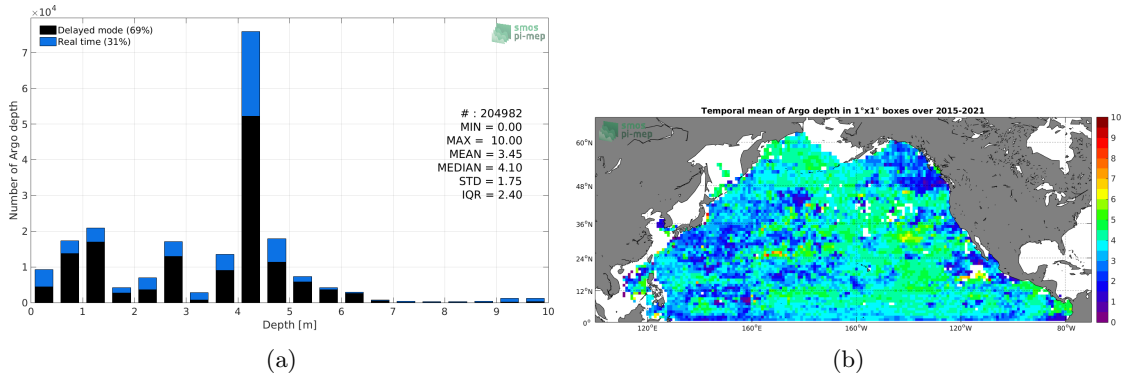 ×10⁴
8
7
6
5
4
3
2
1
0
Number of Argo depth
Delayed mode (69%)
Real time (31%)
smos
pi-mep
# : 204982
MIN = 0.00
MAX = 10.00
MEAN = 3.45
MEDIAN = 4.10
STD = 1.75
IQR = 2.40
0 1 2 3 4 5 6 7 8 9 10
Depth [m]
(a)
Temporal mean of Argo depth in 1°x1° boxes over 2015-2021
smos
pi-mep
60°N
48°N
36°N
24°N
12°N
0°
120°E 160°E 160°W 120°W 80°W
10
9
8
7
6
5
4
3
2
1
0
(b)